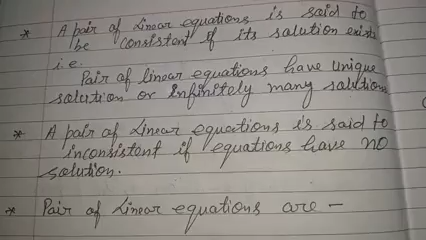 * A pair of Linear equations is said to
be consistent if its solution exists
i.e.
Pair of linear equations have unique
solution or Infinitely many solutions
* A pair of Linear equations is said to
inconsistent if equations have no
solution.
* Pair of Linear equations are -